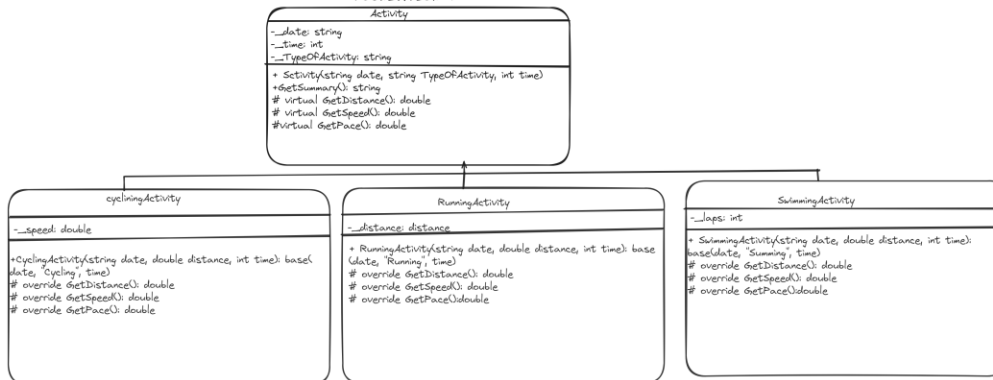 Activity
-_date: string
-_time: int
-_TypeOfActivity: string
+ Sctivity(string date, string TypeOfActivity, int time)
+GetSummary(): string
# virtual GetDistance(): double
# virtual GetSpeed(): double
#virtual GetPace(): double
cycliningActivity
-_speed: double
+CyclingActivity(string date, double distance, int time): base(
date, "Cycling", time)
# override GetDistance(): double
# override GetSpeed(): double
# override GetPace(): double
RunningActivity
-_distance: distance
+ RunningActivity(string date, double distance, int time): base
(date, "Running", time)
# override GetDistance(): double
# override GetSpeed(): double
# override GetPace():double
SwimmingActivity
-_laps: int
+ SwimmingActivity(string date, double distance, int time):
base(date, "Summing", time)
# override GetDistance(): double
# override GetSpeed(): double
# override GetPace():double